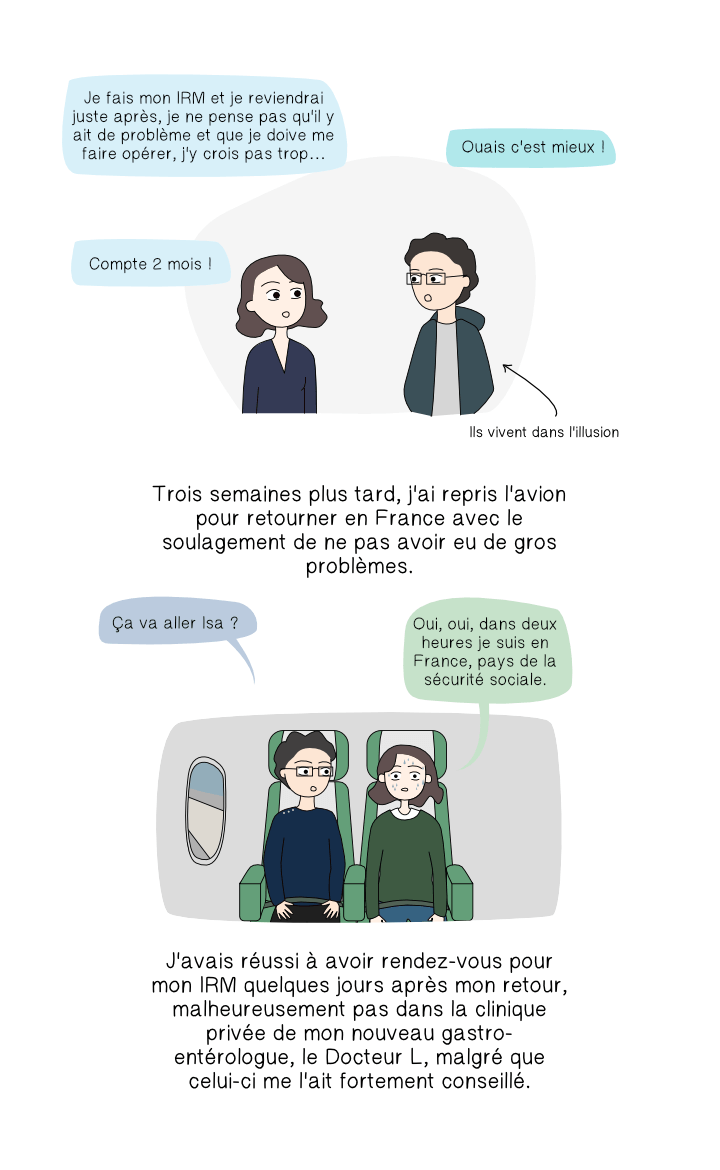 Je fais mon IRM et je reviendrai
juste après, je ne pense pas qu'il y
ait de problème et que je doive me
faire opérer, j'y crois pas trop...
Ouais c'est mieux !
Compte 2 mois !
Ils vivent dans l'illusion
Trois semaines plus tard, j'ai repris l'avion
pour retourner en France avec le
soulagement de ne pas avoir eu de gros
problèmes.
Ça va aller Isa ?
Oui, oui, dans deux
heures je suis en
France, pays de la
sécurité sociale.
J'avais réussi à avoir rendez-vous pour
mon IRM quelques jours après mon retour,
malheureusement pas dans la clinique
privée de mon nouveau gastro-
entérologue, le Docteur L, malgré que
celui-ci me l'ait fortement conseillé.